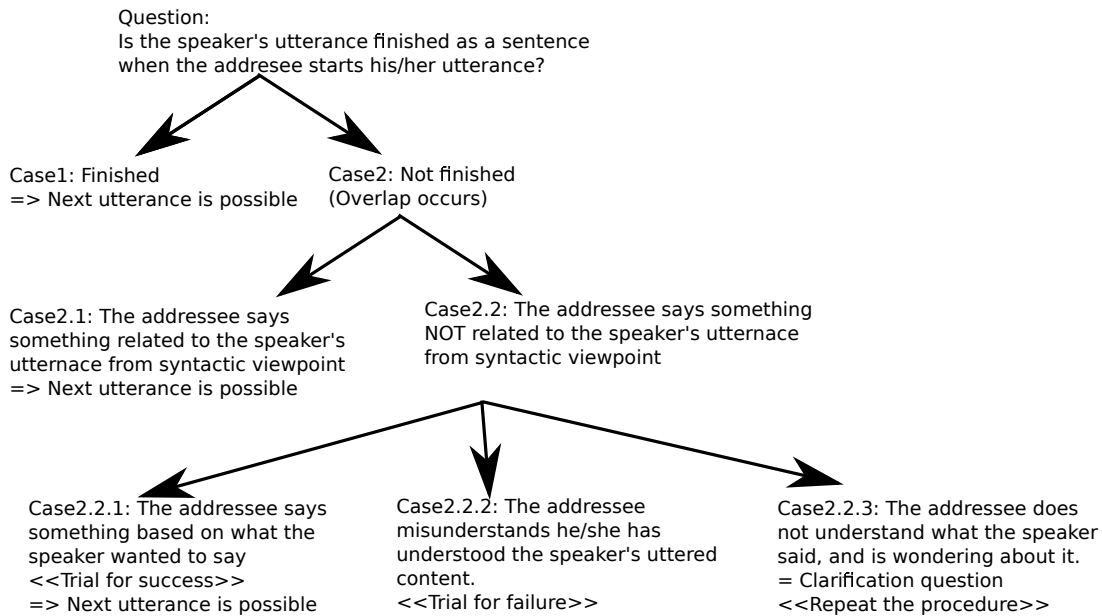 Question:
Is the speaker's utterance finished as a sentence
when the addresee starts his/her utterance?
Case1: Finished
=> Next utterance is possible
Case2: Not finished
(Overlap occurs)
Case2.1: The addressee says
something related to the speaker's
utternace from syntactic viewpoint
=> Next utterance is possible
Case2.2: The addressee says something
NOT related to the speaker's utternace
from syntactic viewpoint
Case2.2.1: The addressee says
something based on what the
speaker wanted to say
<<Trial for success>>
=> Next utterance is possible
Case2.2.2: The addressee
misunderstands he/she has
understood the speaker's uttered
content.
<<Trial for failure>>
Case2.2.3: The addressee does
not understand what the speaker
said, and is wondering about it.
= Clarification question
<<Repeat the procedure>>